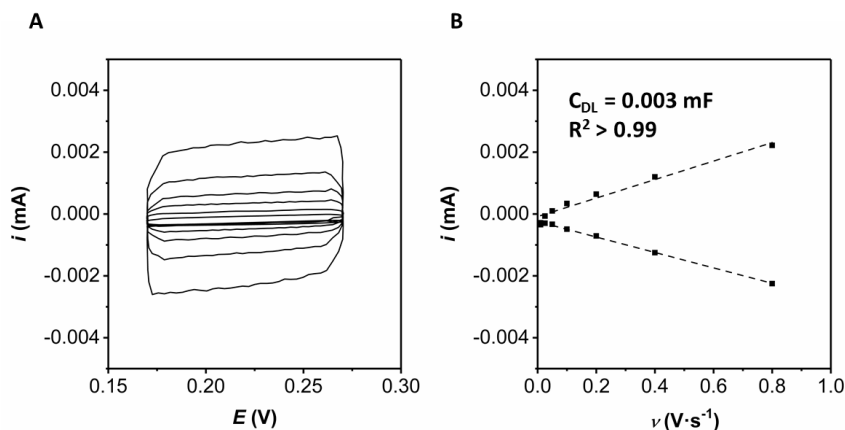 A
B
0.004
0.002
0.000
-0.002
-0.004
i (mA)
0.15
0.20
0.25
0.30
E (V)
C_DL = 0.003 mF
R² > 0.99
0.004
0.002
0.000
-0.002
-0.004
i (mA)
0.0
0.2
0.4
0.6
0.8
1.0
ν (V·s⁻¹)